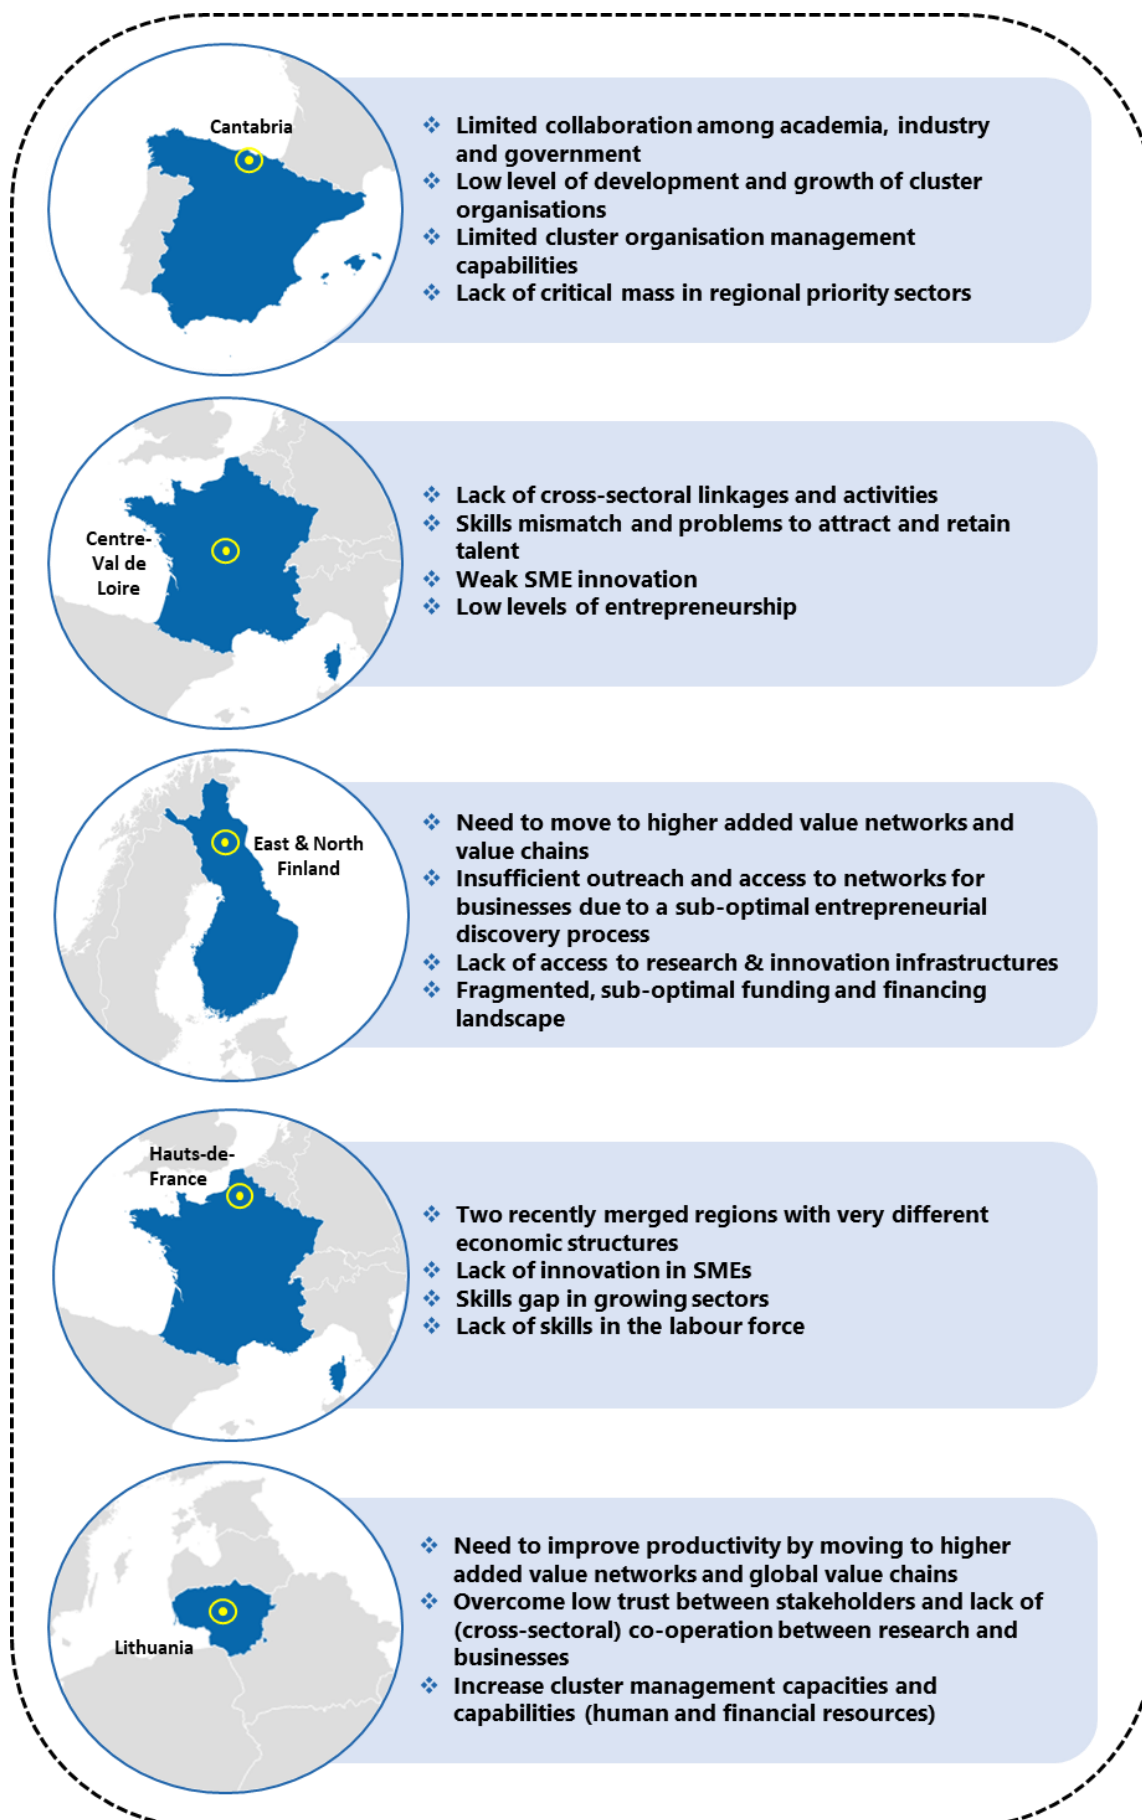 Cantabria
❖ Limited collaboration among academia, industry
and government
❖ Low level of development and growth of cluster
organisations
❖ Limited cluster organisation management
capabilities
❖ Lack of critical mass in regional priority sectors
Centre-
Val de
Loire
❖ Lack of cross-sectoral linkages and activities
❖ Skills mismatch and problems to attract and retain
talent
❖ Weak SME innovation
❖ Low levels of entrepreneurship
East & North
Finland
❖ Need to move to higher added value networks and
value chains
❖ Insufficient outreach and access to networks for
businesses due to a sub-optimal entrepreneurial
discovery process
❖ Lack of access to research & innovation infrastructures
❖ Fragmented, sub-optimal funding and financing
landscape
Hauts-de-
France
❖ Two recently merged regions with very different
economic structures
❖ Lack of innovation in SMEs
❖ Skills gap in growing sectors
❖ Lack of skills in the labour force
Lithuania
❖ Need to improve productivity by moving to higher
added value networks and global value chains
❖ Overcome low trust between stakeholders and lack of
(cross-sectoral) co-operation between research and
businesses
❖ Increase cluster management capacities and
capabilities (human and financial resources)